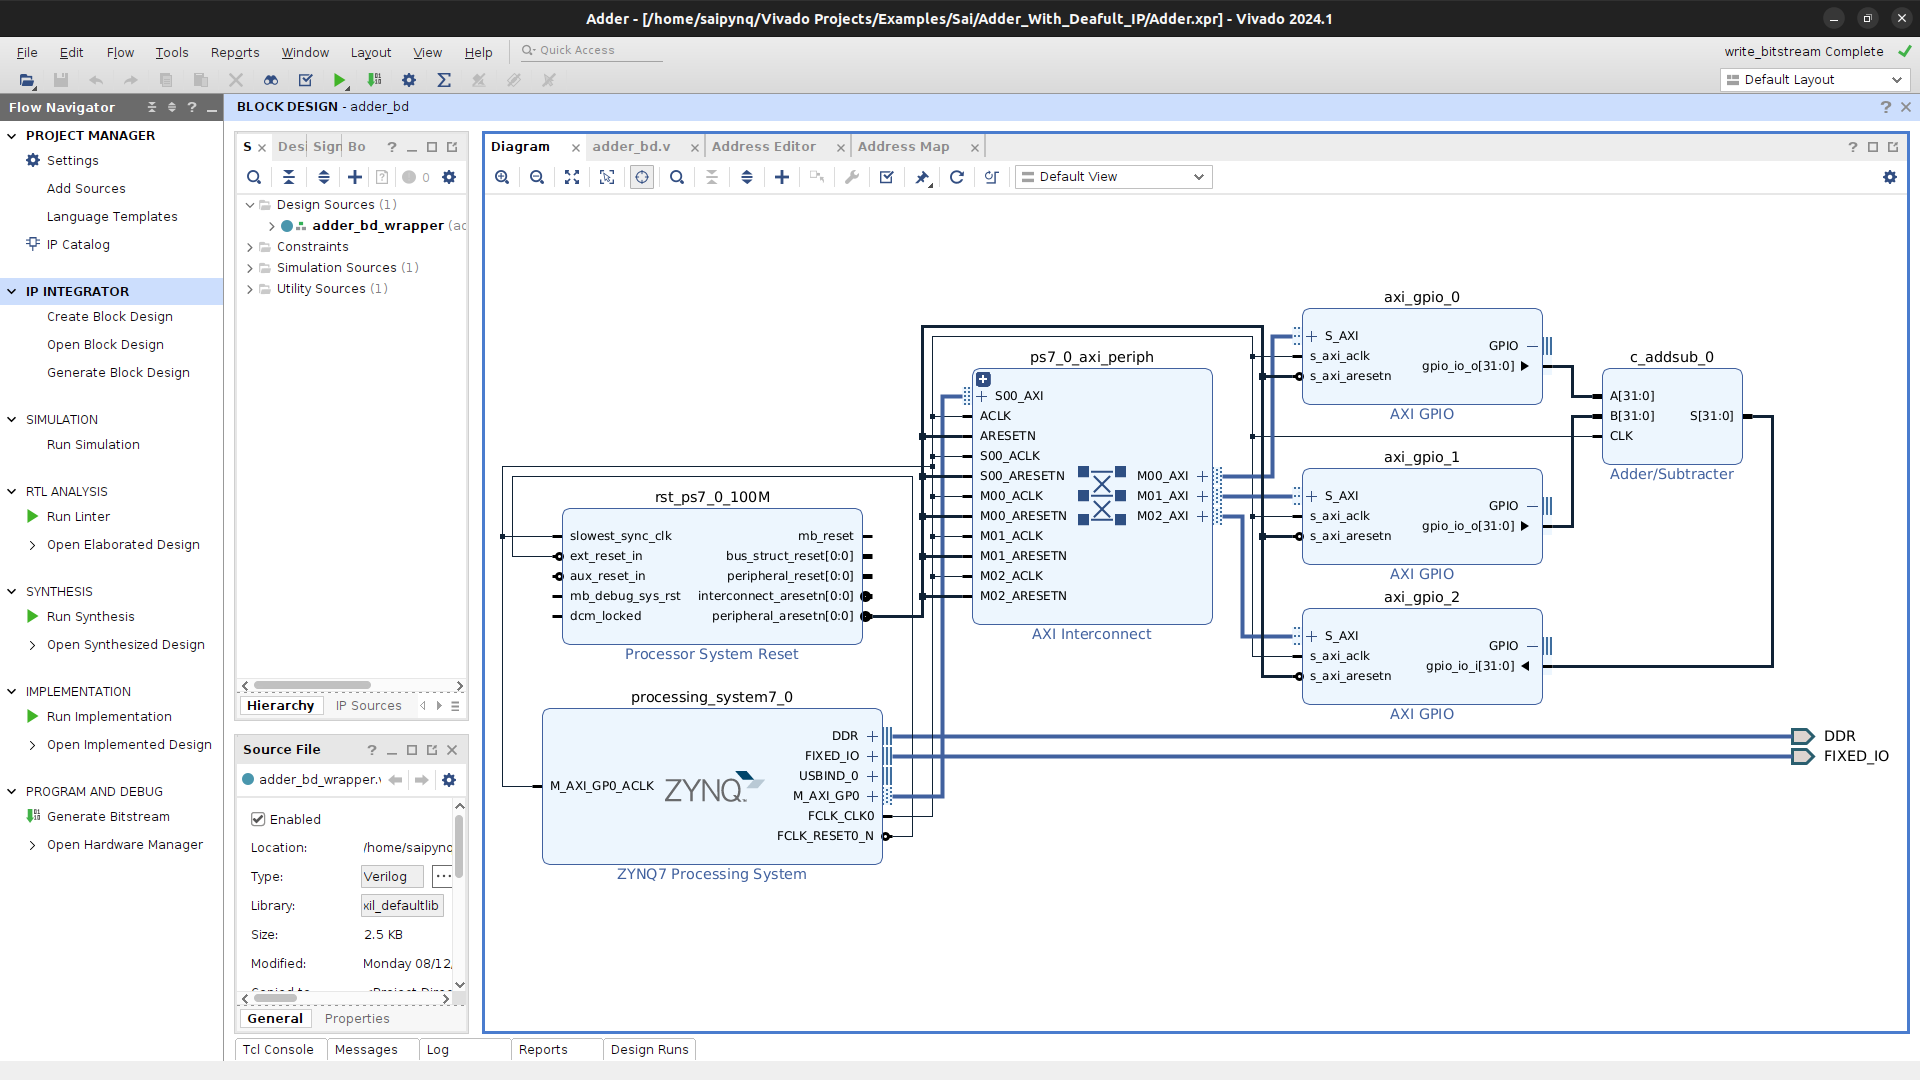 Adder - [/home/saipynq/Vivado Projects/Examples/Sai/Adder_With_Deafult_IP/Adder.xpr] - Vivado 2024.1
File Edit Flow Tools Reports Window Layout View Help Quick Access
write_bitstream Complete
Default Layout
Flow Navigator
PROJECT MANAGER
Settings
Add Sources
Language Templates
IP Catalog
IP INTEGRATOR
Create Block Design
Open Block Design
Generate Block Design
SIMULATION
Run Simulation
RTL ANALYSIS
Run Linter
Open Elaborated Design
SYNTHESIS
Run Synthesis
Open Synthesized Design
IMPLEMENTATION
Run Implementation
Open Implemented Design
PROGRAM AND DEBUG
Generate Bitstream
Open Hardware Manager
BLOCK DESIGN - adder_bd
S Des Sign Bo
0
Design Sources (1)
adder_bd_wrapper (ac
Constraints
Simulation Sources (1)
Utility Sources (1)
Hierarchy IP Sources
Source File
adder_bd_wrapper.v
Enabled
Location: /home/saipynq
Type: Verilog ...
Library: xil_defaultlib
Size: 2.5 KB
Modified: Monday 08/12,
General Properties
Diagram adder_bd.v Address Editor Address Map
Default View
rst_ps7_0_100M
slowest_sync_clk
ext_reset_in
aux_reset_in
mb_debug_sys_rst
dcm_locked
mb_reset
bus_struct_reset[0:0]
peripheral_reset[0:0]
interconnect_aresetn[0:0]
peripheral_aresetn[0:0]
Processor System Reset
processing_system7_0
M_AXI_GP0_ACLK
ZYNQ
DDR
FIXED_IO
USBIND_0
M_AXI_GP0
FCLK_CLK0
FCLK_RESET0_N
ZYNQ7 Processing System
ps7_0_axi_periph
S00_AXI
ACLK
ARESETN
S00_ACLK
S00_ARESETN
M00_ACLK
M00_ARESETN
M01_ACLK
M01_ARESETN
M02_ACLK
M02_ARESETN
M00_AXI
M01_AXI
M02_AXI
AXI Interconnect
axi_gpio_0
S_AXI
s_axi_aclk
s_axi_aresetn
GPIO
gpio_io_o[31:0]
AXI GPIO
axi_gpio_1
S_AXI
s_axi_aclk
s_axi_aresetn
GPIO
gpio_io_o[31:0]
AXI GPIO
axi_gpio_2
S_AXI
s_axi_aclk
s_axi_aresetn
GPIO
gpio_io_i[31:0]
AXI GPIO
c_addsub_0
A[31:0]
B[31:0]
CLK
S[31:0]
Adder/Subtracter
DDR
FIXED_IO
Tcl Console Messages Log Reports Design Runs